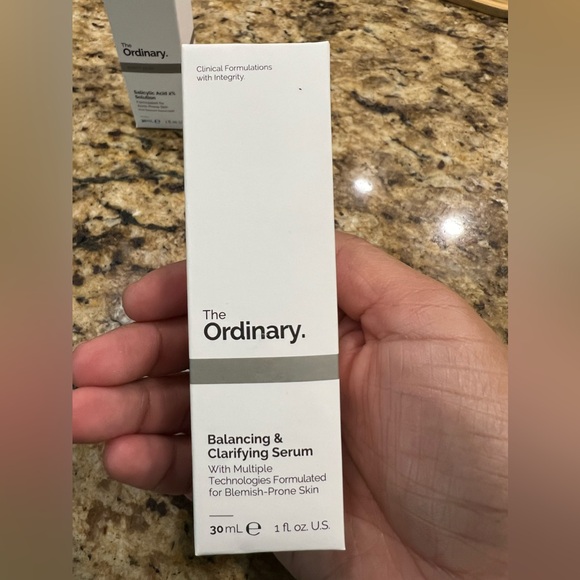 The
Ordinary.
Salicylic Acid 2%
Solution
Clinical Formulations
with Integrity
The
Ordinary.
Balancing &
Clarifying Serum
With Multiple
Technologies Formulated
for Blemish-Prone Skin
30 mL ℮ 1 fl. oz. U.S.